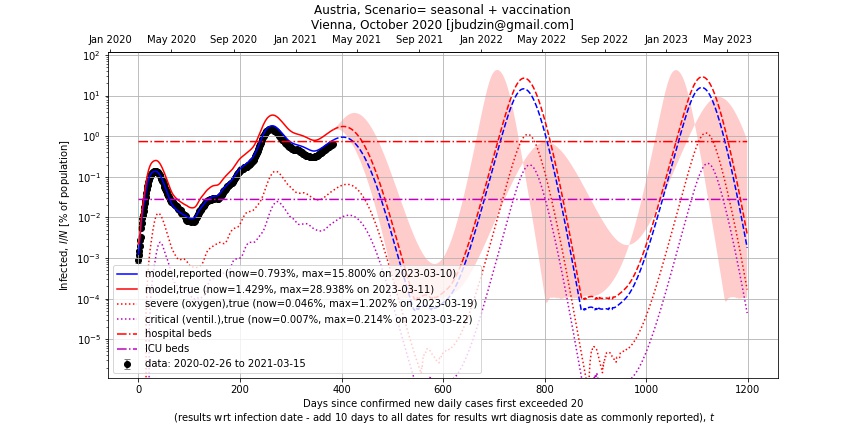 Austria, Scenario= seasonal + vaccination
Vienna, October 2020 [jbudzin@gmail.com]
Jan 2020 May 2020 Sep 2020 Jan 2021 May 2021 Sep 2021 Jan 2022 May 2022 Sep 2022 Jan 2023 May 2023
10² 
10¹
10⁰
10⁻¹
10⁻²
10⁻³
10⁻⁴
10⁻⁵
Infected, I/N [% of population]
model,reported (now=0.793%, max=15.800% on 2023-03-10)
model,true (now=1.429%, max=28.938% on 2023-03-11)
severe (oxygen),true (now=0.046%, max=1.202% on 2023-03-19)
critical (ventil.),true (now=0.007%, max=0.214% on 2023-03-22)
hospital beds
ICU beds
data: 2020-02-26 to 2021-03-15
0 200 400 600 800 1000 1200
Days since confirmed new daily cases first exceeded 20
(results wrt infection date - add 10 days to all dates for results wrt diagnosis date as commonly reported), t